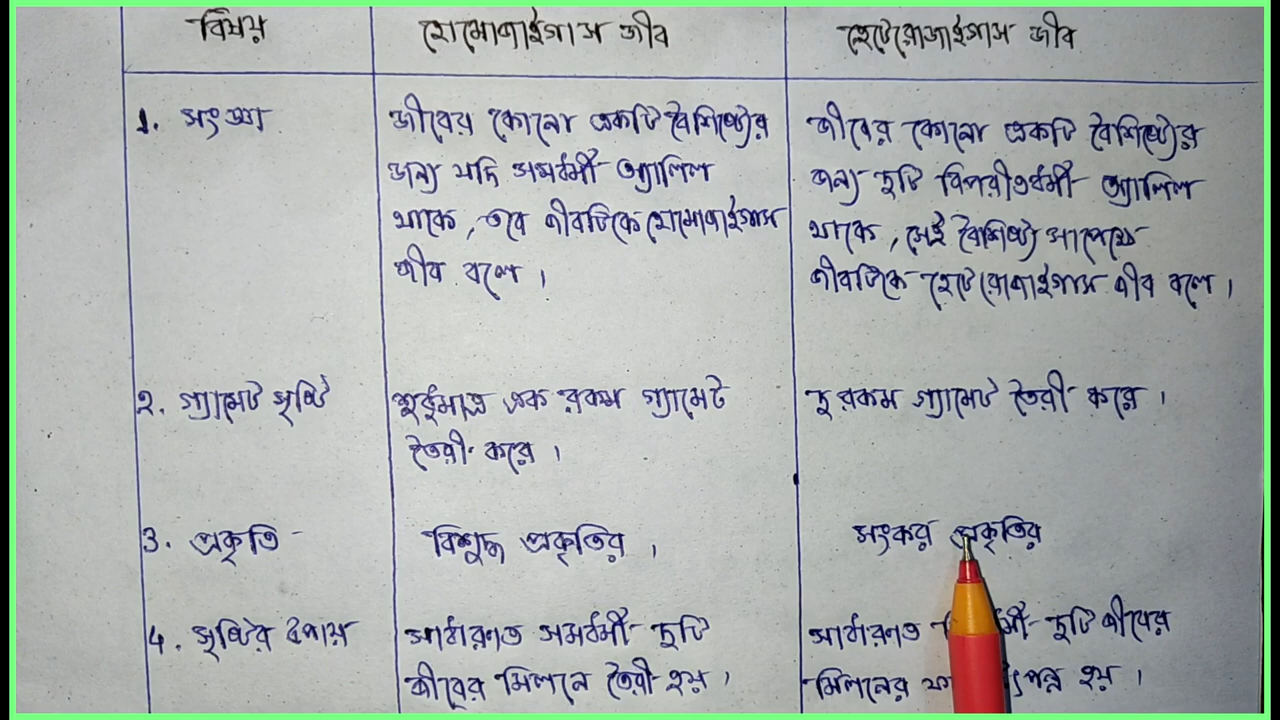 বিষয় হোমোজাইগাস জীব হেটেরোজাইগাস জীব
1. সংজ্ঞা
জীবের কোনো একটি বৈশিষ্ট্যের
জন্য যদি সমধর্মী অ্যালিল
থাকে, তবে জীবটিকে হোমোজাইগাস
জীব বলে।
জীবের কোনো একটি বৈশিষ্ট্যের
জন্য দুটি বিপরীতধর্মী অ্যালিল
থাকে, সেই বৈশিষ্ট্য সাপেক্ষে
জীবটিকে হেটেরোজাইগাস জীব বলে।
২. গ্যামেট সৃষ্টি
শুধুমাত্র এক রকম গ্যামেট
তৈরী করে।
দু রকম গ্যামেট তৈরী করে।
3. প্রকৃতি
বিশুদ্ধ প্রকৃতির।
সংকর প্রকৃতির
4. সৃষ্টির উপায়
সাধারণত সমধর্মী দুটি
জীবের মিলনে তৈরী হয়।
সাধারণত দুটি জীবের
মিলনের হয়।